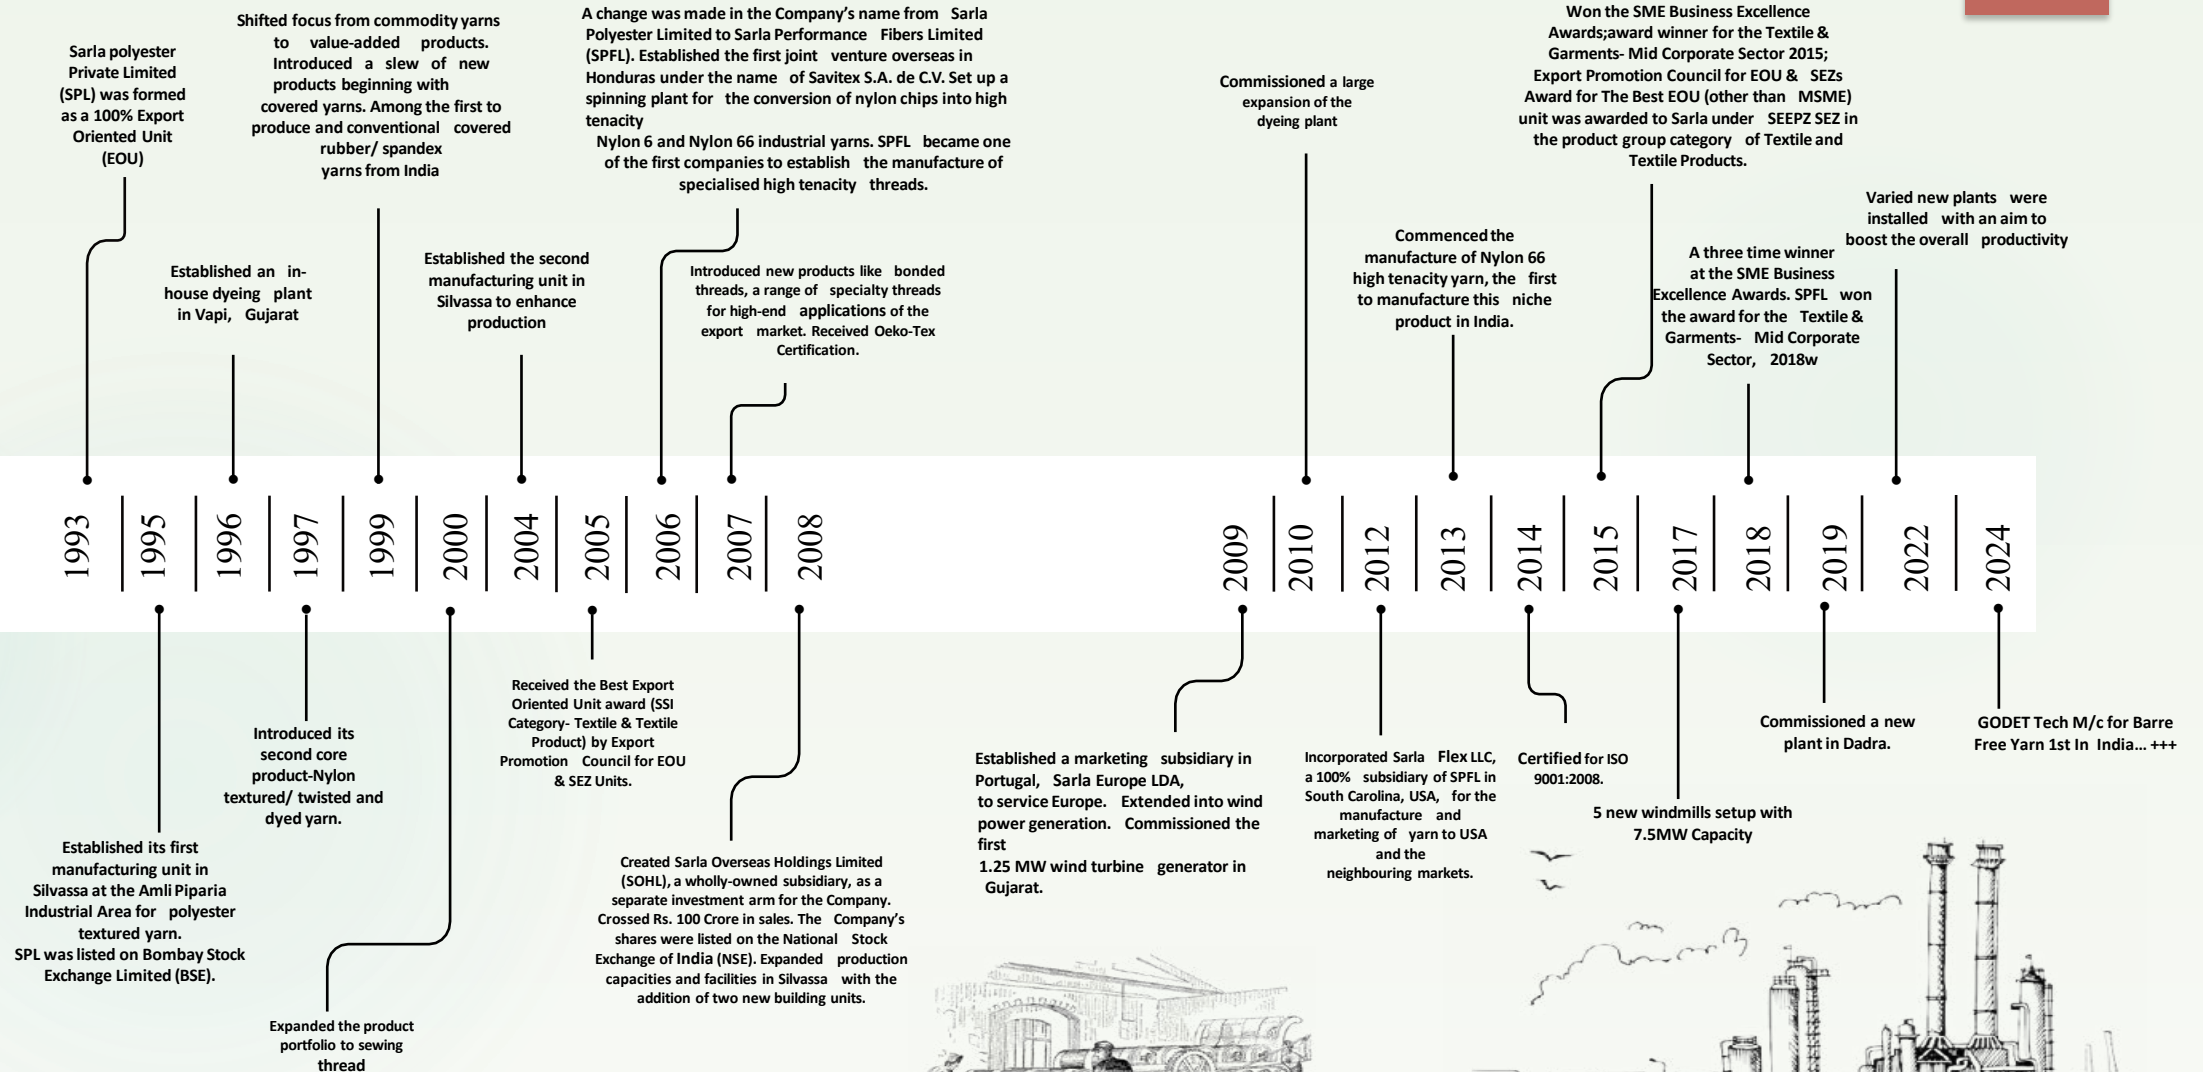 Sarla polyester
Private Limited
(SPL) was formed
as a 100% Export
Oriented Unit
(EOU)
Shifted focus from commodity yarns
to value-added products.
Introduced a slew of new
products beginning with
covered yarns. Among the first to
produce and conventional covered
rubber/ spandex
yarns from India
A change was made in the Company's name from Sarla
Polyester Limited to Sarla Performance Fibers Limited
(SPFL). Established the first joint venture overseas in
Honduras under the name of Savitex S.A. de C.V. Set up a
spinning plant for the conversion of nylon chips into high
tenacity
Nylon 6 and Nylon 66 industrial yarns. SPFL became one
of the first companies to establish the manufacture of
specialised high tenacity threads.
Commissioned a large
expansion of the
dyeing plant
Won the SME Business Excellence
Awards;award winner for the Textile &
Garments- Mid Corporate Sector 2015;
Export Promotion Council for EOU & SEZs
Award for The Best EOU (other than MSME)
unit was awarded to Sarla under SEEPZ SEZ in
the product group category of Textile and
Textile Products.
Established an in-
house dyeing plant
in Vapi, Gujarat
Established the second
manufacturing unit in
Silvassa to enhance
production
Introduced new products like bonded
threads, a range of specialty threads
for high-end applications of the
export market. Received Oeko-Tex
Certification.
Commenced the
manufacture of Nylon 66
high tenacity yarn, the first
to manufacture this niche
product in India.
A three time winner
at the SME Business
Excellence Awards. SPFL won
the award for the Textile &
Garments- Mid Corporate
Sector, 2018w
Varied new plants were
installed with an aim to
boost the overall productivity
1993
1995
1996
1997
1999
2000
2004
2005
2006
2007
2008
2009
2010
2012
2013
2014
2015
2017
2018
2019
2022
2024
Established its first
manufacturing unit in
Silvassa at the Amli Piparia
Industrial Area for polyester
textured yarn.
SPL was listed on Bombay Stock
Exchange Limited (BSE).
Introduced its
second core
product-Nylon
textured/ twisted and
dyed yarn.
Expanded the product
portfolio to sewing
thread
Received the Best Export
Oriented Unit award (SSI
Category- Textile & Textile
Product) by Export
Promotion Council for EOU
& SEZ Units.
Created Sarla Overseas Holdings Limited
(SOHL), a wholly-owned subsidiary, as a
separate investment arm for the Company.
Crossed Rs. 100 Crore in sales. The Company's
shares were listed on the National Stock
Exchange of India (NSE). Expanded production
capacities and facilities in Silvassa with the
addition of two new building units.
Established a marketing subsidiary in
Portugal, Sarla Europe LDA,
to service Europe. Extended into wind
power generation. Commissioned the
first
1.25 MW wind turbine generator in
Gujarat.
Incorporated Sarla Flex LLC,
a 100% subsidiary of SPFL in
South Carolina, USA, for the
manufacture and
marketing of yarn to USA
and the
neighbouring markets.
Certified for ISO
9001:2008.
5 new windmills setup with
7.5MW Capacity
Commissioned a new
plant in Dadra.
GODET Tech M/c for Barre
Free Yarn 1st In India... +++